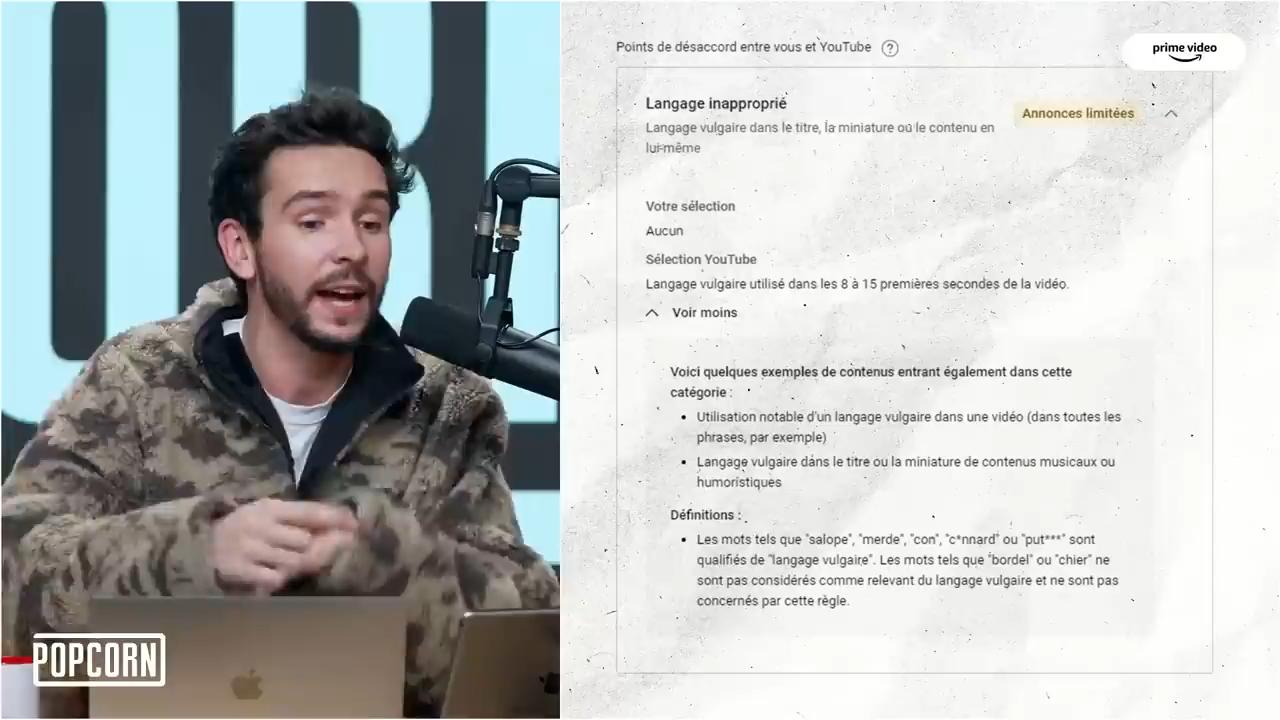 Points de désaccord entre vous et YouTube ?
prime video
Langage inapproprié
Annonces limitées
Langage vulgaire dans le titre, la miniature ou le contenu en
lui-même
Votre sélection
Aucun
Sélection YouTube
Langage vulgaire utilisé dans les 8 à 15 premières secondes de la vidéo.
Voir moins
Voici quelques exemples de contenus entrant également dans cette
catégorie :
• Utilisation notable d'un langage vulgaire dans une vidéo (dans toutes les
phrases, par exemple)
• Langage vulgaire dans le titre ou la miniature de contenus musicaux ou
humoristiques
Définitions :
• Les mots tels que "salope", "merde", "con", "c*nnard" ou "put***" sont
qualifiés de "langage vulgaire". Les mots tels que "bordel" ou "chier" ne
sont pas considérés comme relevant du langage vulgaire et ne sont pas
concernés par cette règle.
POPCORN